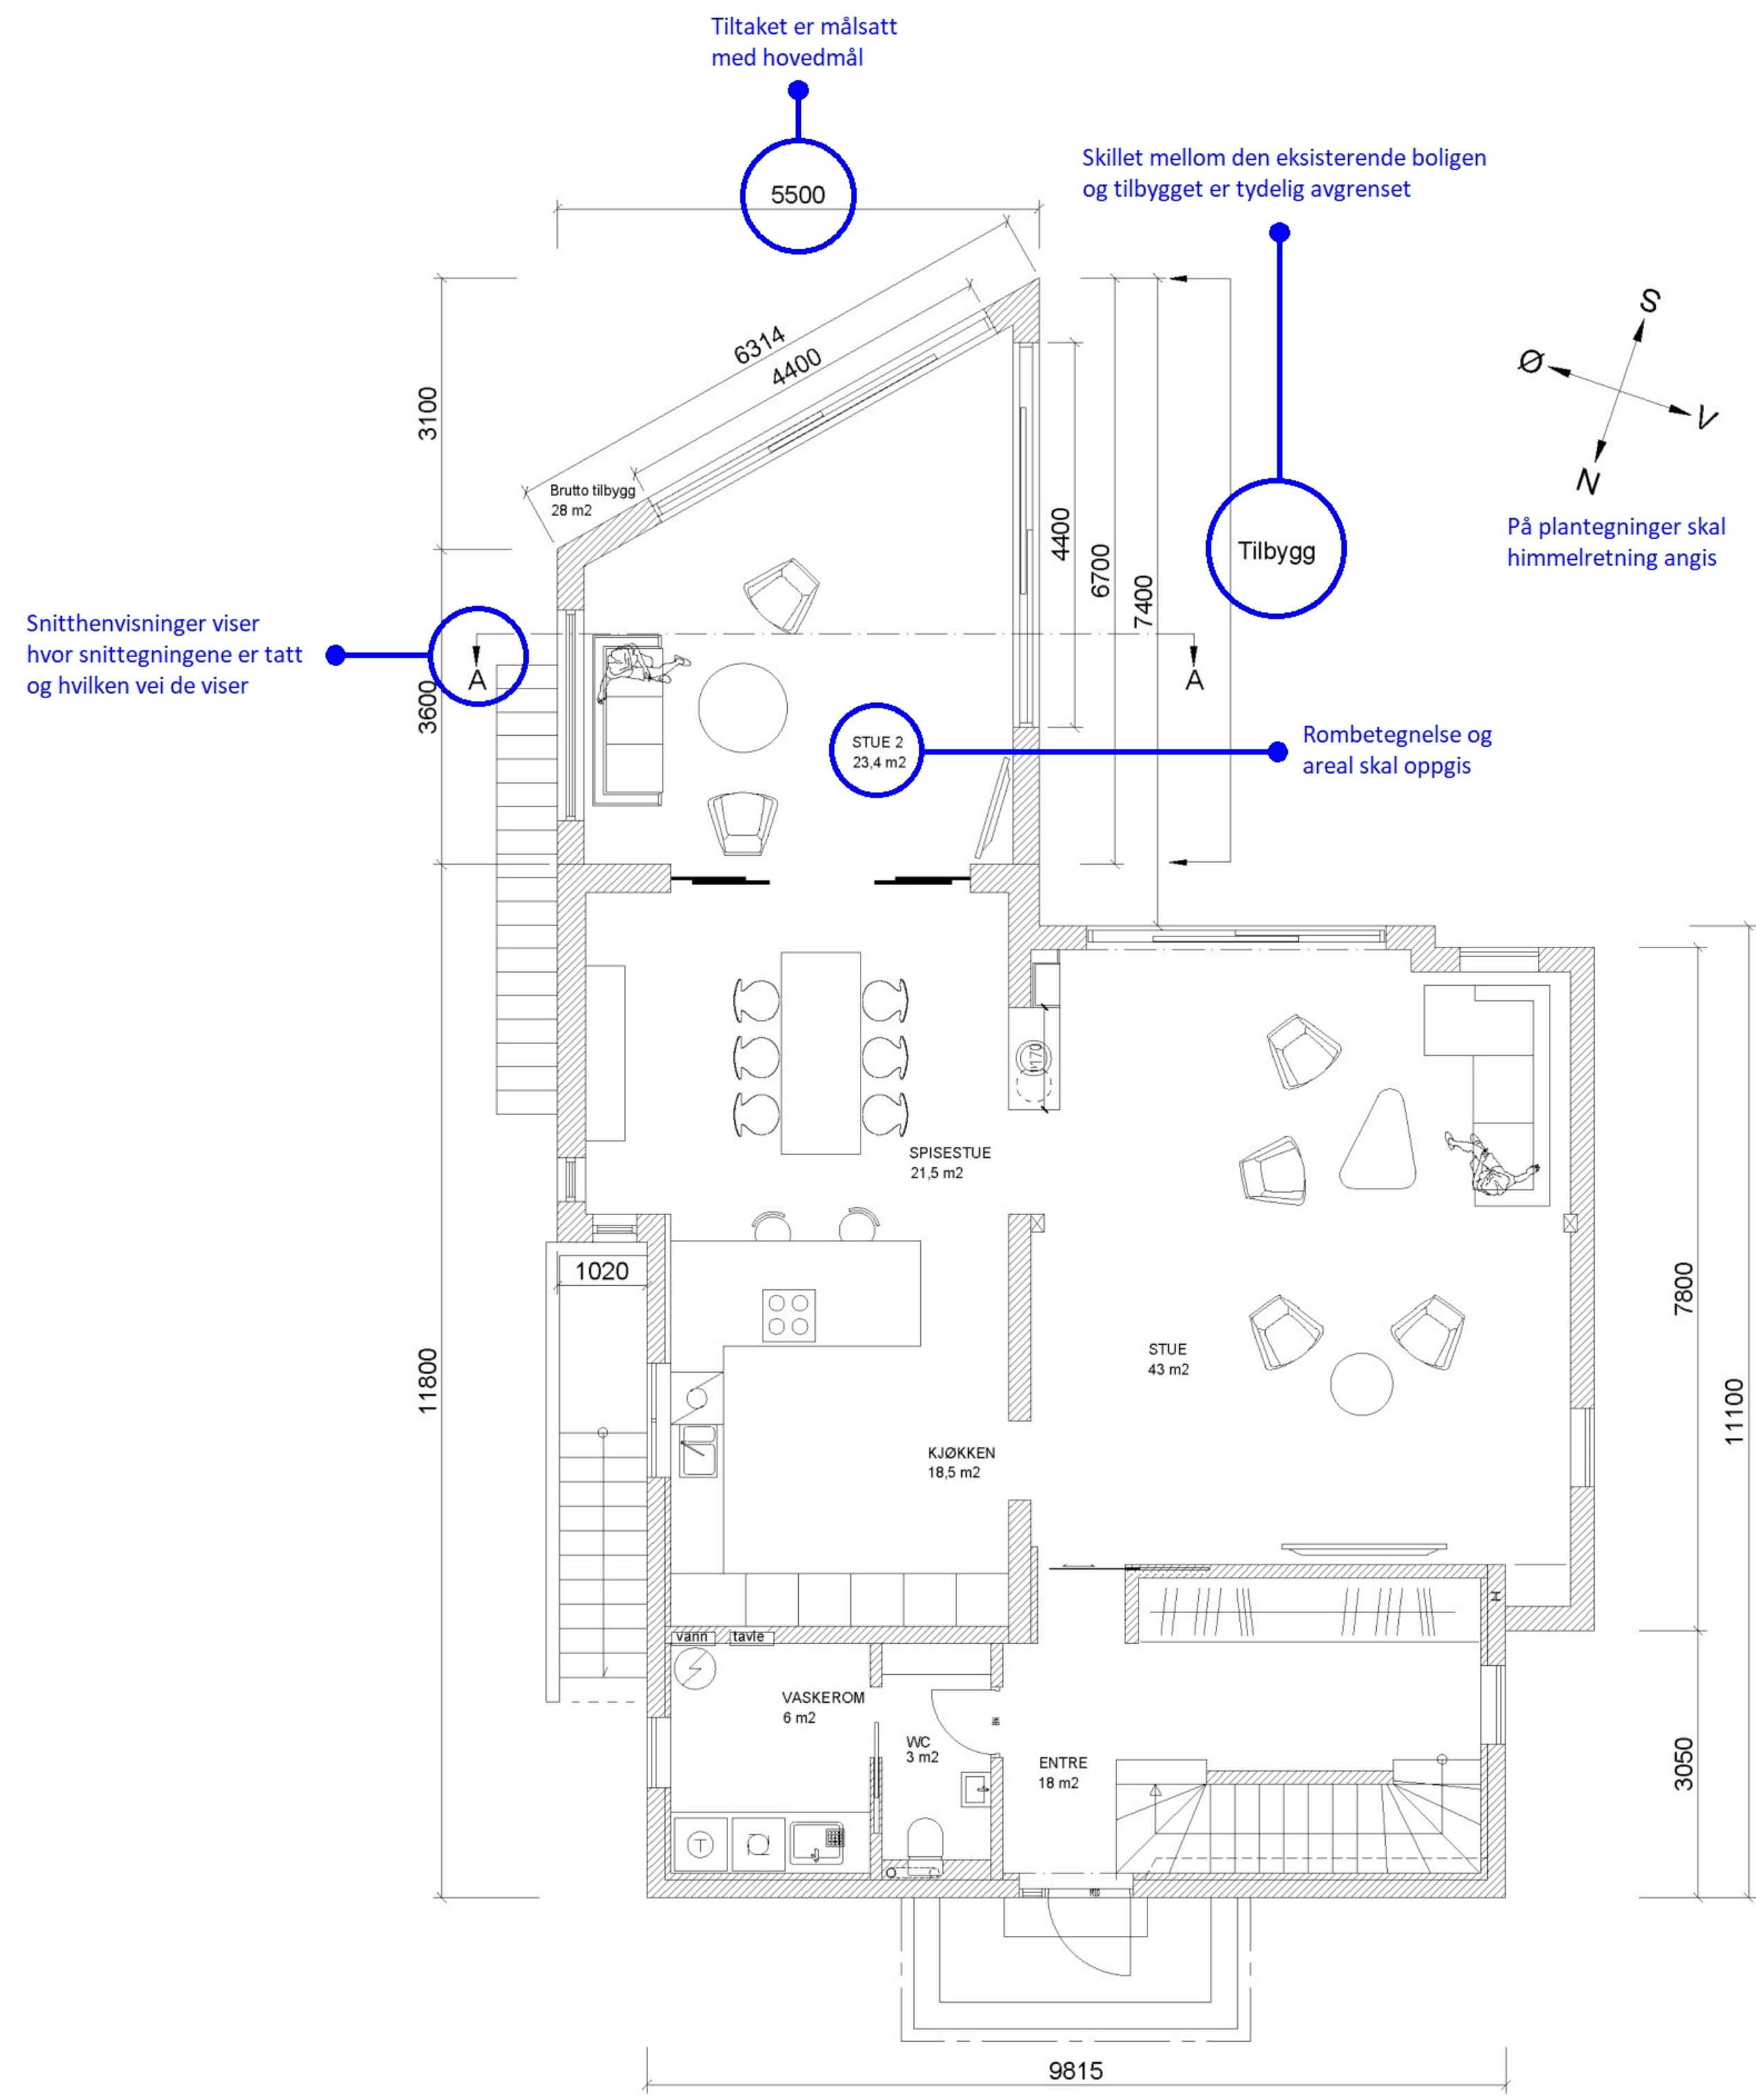 Tiltaket er målsatt
med hovedmål
5500
Skillet mellom den eksisterende boligen
og tilbygget er tydelig avgrenset
S
Ø
V
N
På plantegninger skal
himmelretning angis
6314
4400
3100
Brutto tilbygg
28 m2
4400
6700
7400
Tilbygg
Snitthenvisninger viser
hvor snittegningene er tatt
og hvilken vei de viser
A
A
3600
STUE 2
23,4 m2
Rombetegnelse og
areal skal oppgis
1170
SPISESTUE
21,5 m2
1020
7800
STUE
43 m2
11800
11100
KJØKKEN
18,5 m2
H
vann
tavle
VASKEROM
6 m2
WC
3 m2
ENTRE
18 m2
3050
T
9815